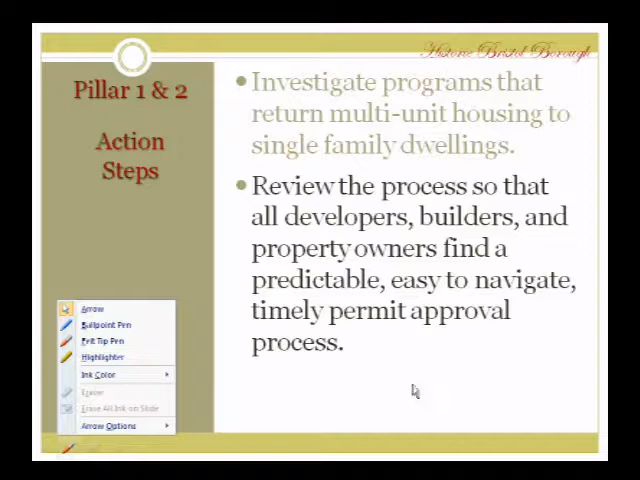 Historic Bristol Borough
Pillar 1 & 2
Action
Steps
Investigate programs that
return multi-unit housing to
single family dwellings.
Review the process so that
all developers, builders, and
property owners find a
predictable, easy to navigate,
timely permit approval
process.
Arrow
Ballpoint Pen
Felt Tip Pen
Highlighter
Ink Color
Eraser
Erase All Ink on Slide
Arrow Options